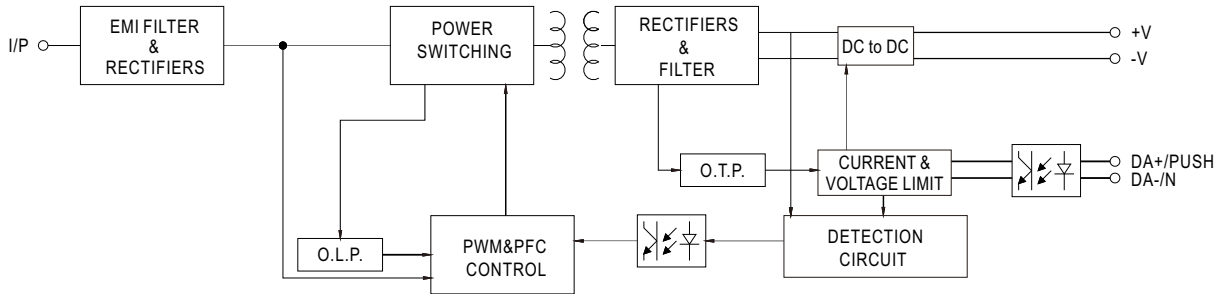 I/P
EMI FILTER
&
RECTIFIERS
POWER
SWITCHING
RECTIFIERS
&
FILTER
DC to DC
+V
-V
O.T.P.
CURRENT &
VOLTAGE LIMIT
DA+/PUSH
DA-/N
O.L.P.
PWM&PFC
CONTROL
DETECTION
CIRCUIT